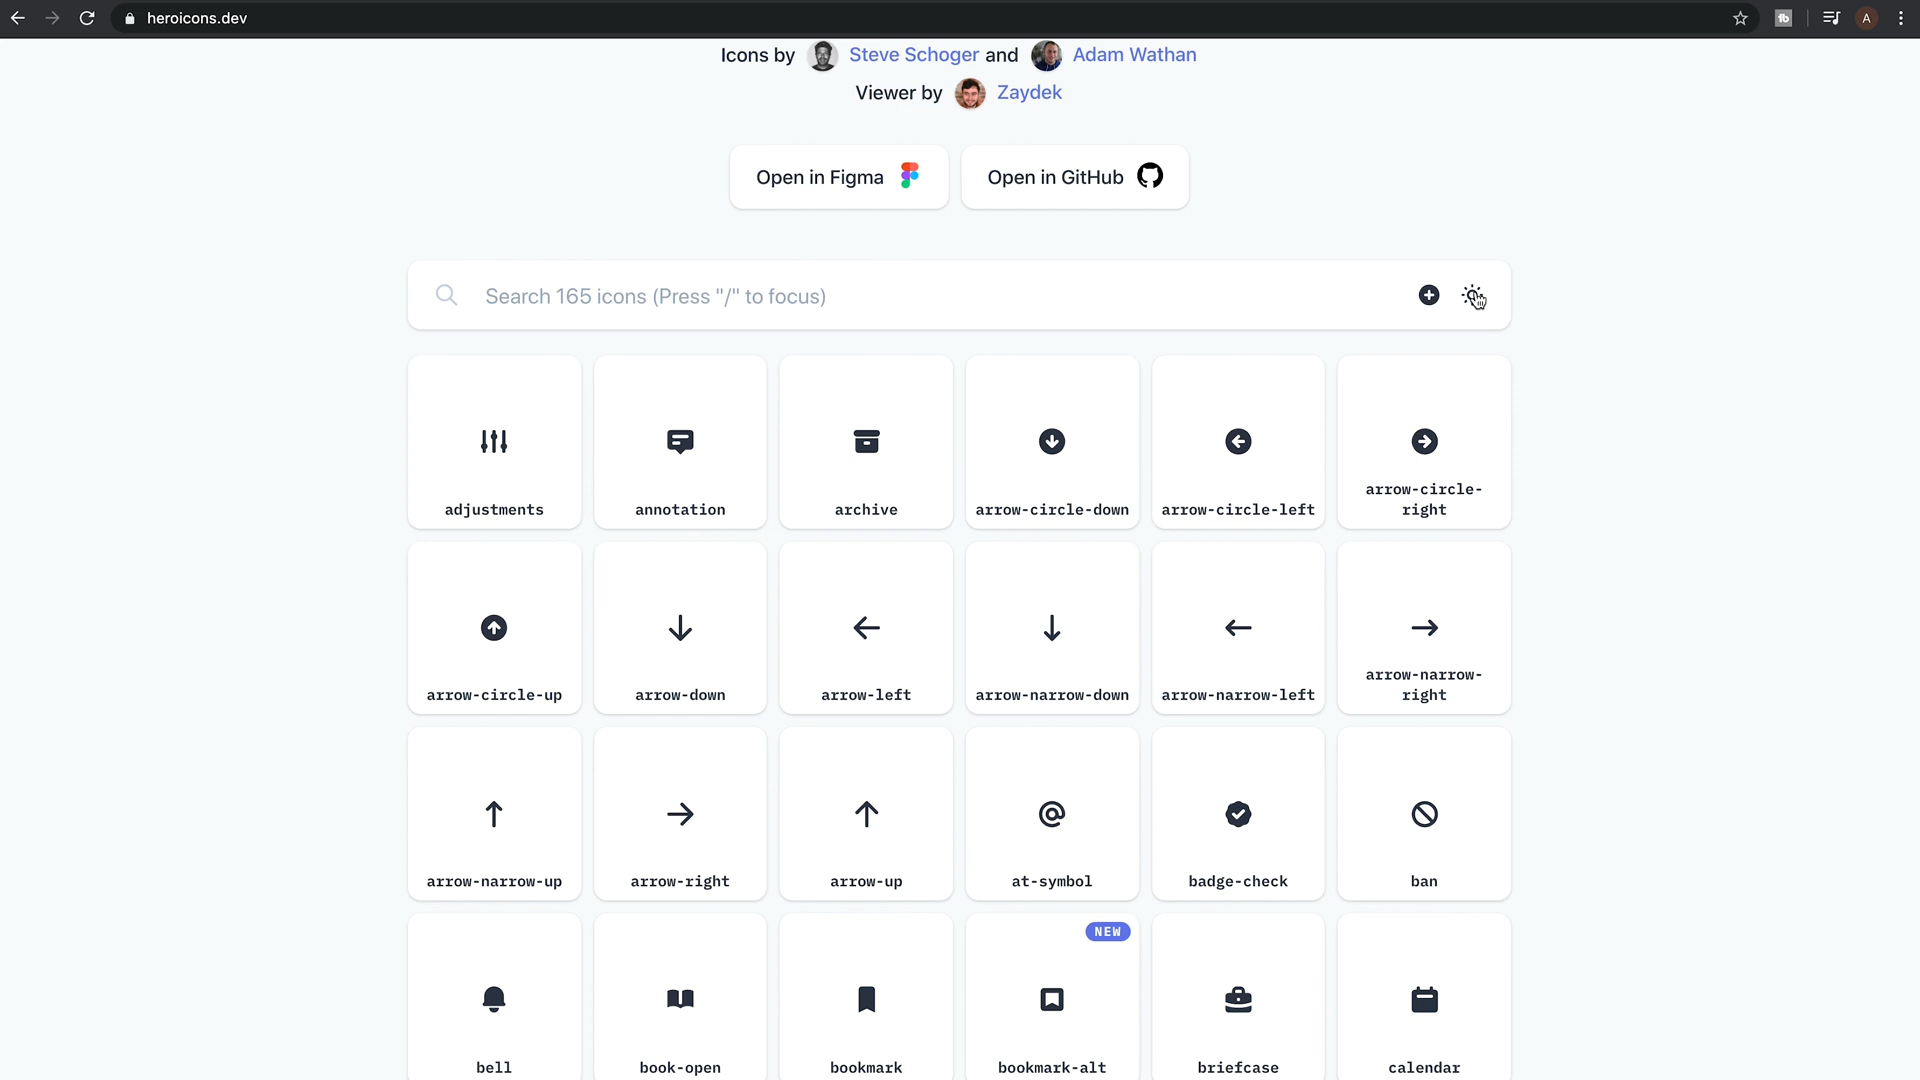 heroicons.dev
A
Icons by Steve Schoger and Adam Wathan
Viewer by Zaydek
Open in Figma
Open in GitHub
Search 165 icons (Press "/" to focus)
adjustments
annotation
archive
arrow-circle-down
arrow-circle-left
arrow-circle-
right
arrow-circle-up
arrow-down
arrow-left
arrow-narrow-down
arrow-narrow-left
arrow-narrow-
right
arrow-narrow-up
arrow-right
arrow-up
at-symbol
badge-check
ban
NEW
bell
book-open
bookmark
bookmark-alt
briefcase
calendar